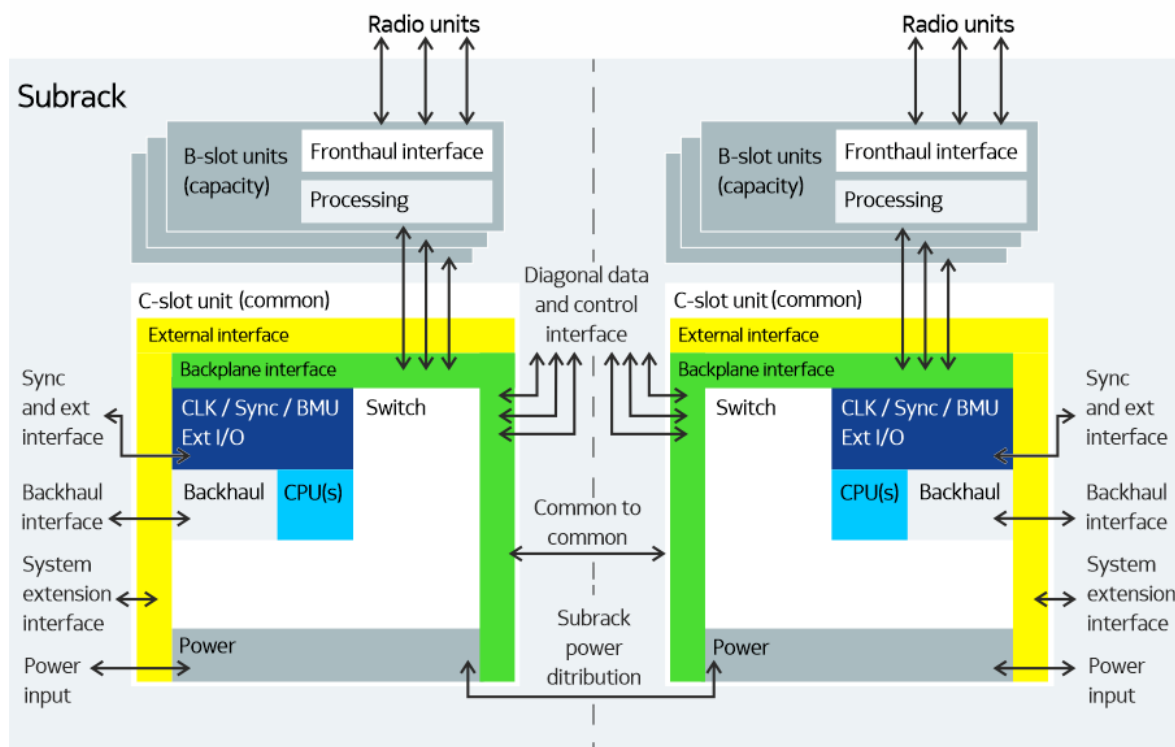 Radio units
Radio units
Subrack
B-slot units
(capacity)
Fronthaul interface
Processing
B-slot units
(capacity)
Fronthaul interface
Processing
Diagonal data
and control
interface
C-slot unit (common)
External interface
Backplane interface
CLK / Sync / BMU
Ext I/O
Switch
Backhaul
CPU(s)
Power
C-slot unit (common)
External interface
Backplane interface
Switch
CLK / Sync / BMU
Ext I/O
CPU(s)
Backhaul
Power
Sync
and ext
interface
Backhaul
interface
System
extension
interface
Power
input
Common to
common
Subrack
power
ditribution
Sync
and ext
interface
Backhaul
interface
System
extension
interface
Power
input